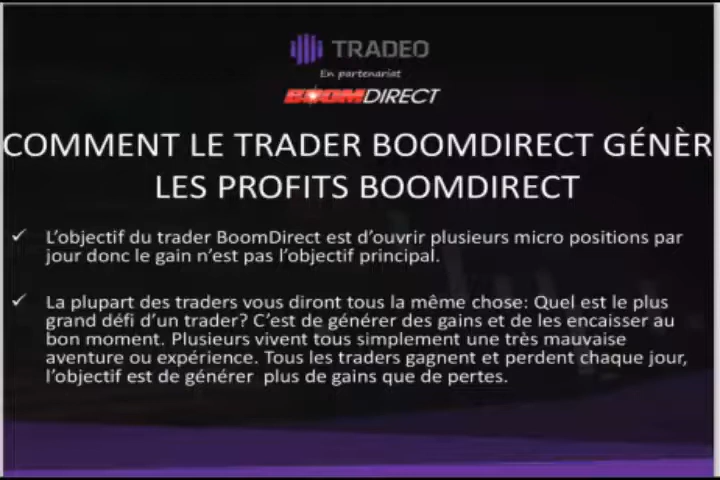 TRADEO
En partenariat
BOOMDIRECT
COMMENT LE TRADER BOOMDIRECT GÉNÈR
LES PROFITS BOOMDIRECT
✓ L’objectif du trader BoomDirect est d’ouvrir plusieurs micro positions par
jour donc le gain n’est pas l’objectif principal.
✓ La plupart des traders vous diront tous la même chose: Quel est le plus
grand défi d’un trader? C’est de générer des gains et de les encaisser au
bon moment. Plusieurs vivent tous simplement une très mauvaise
aventure ou expérience. Tous les traders gagnent et perdent chaque jour,
l’objectif est de générer plus de gains que de pertes.